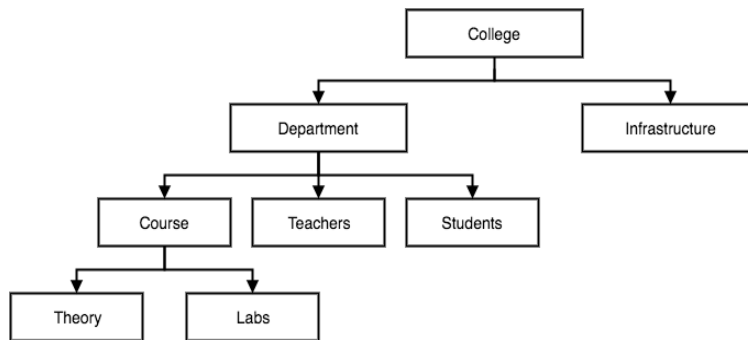 College
Department
Infrastructure
Course
Teachers
Students
Theory
Labs